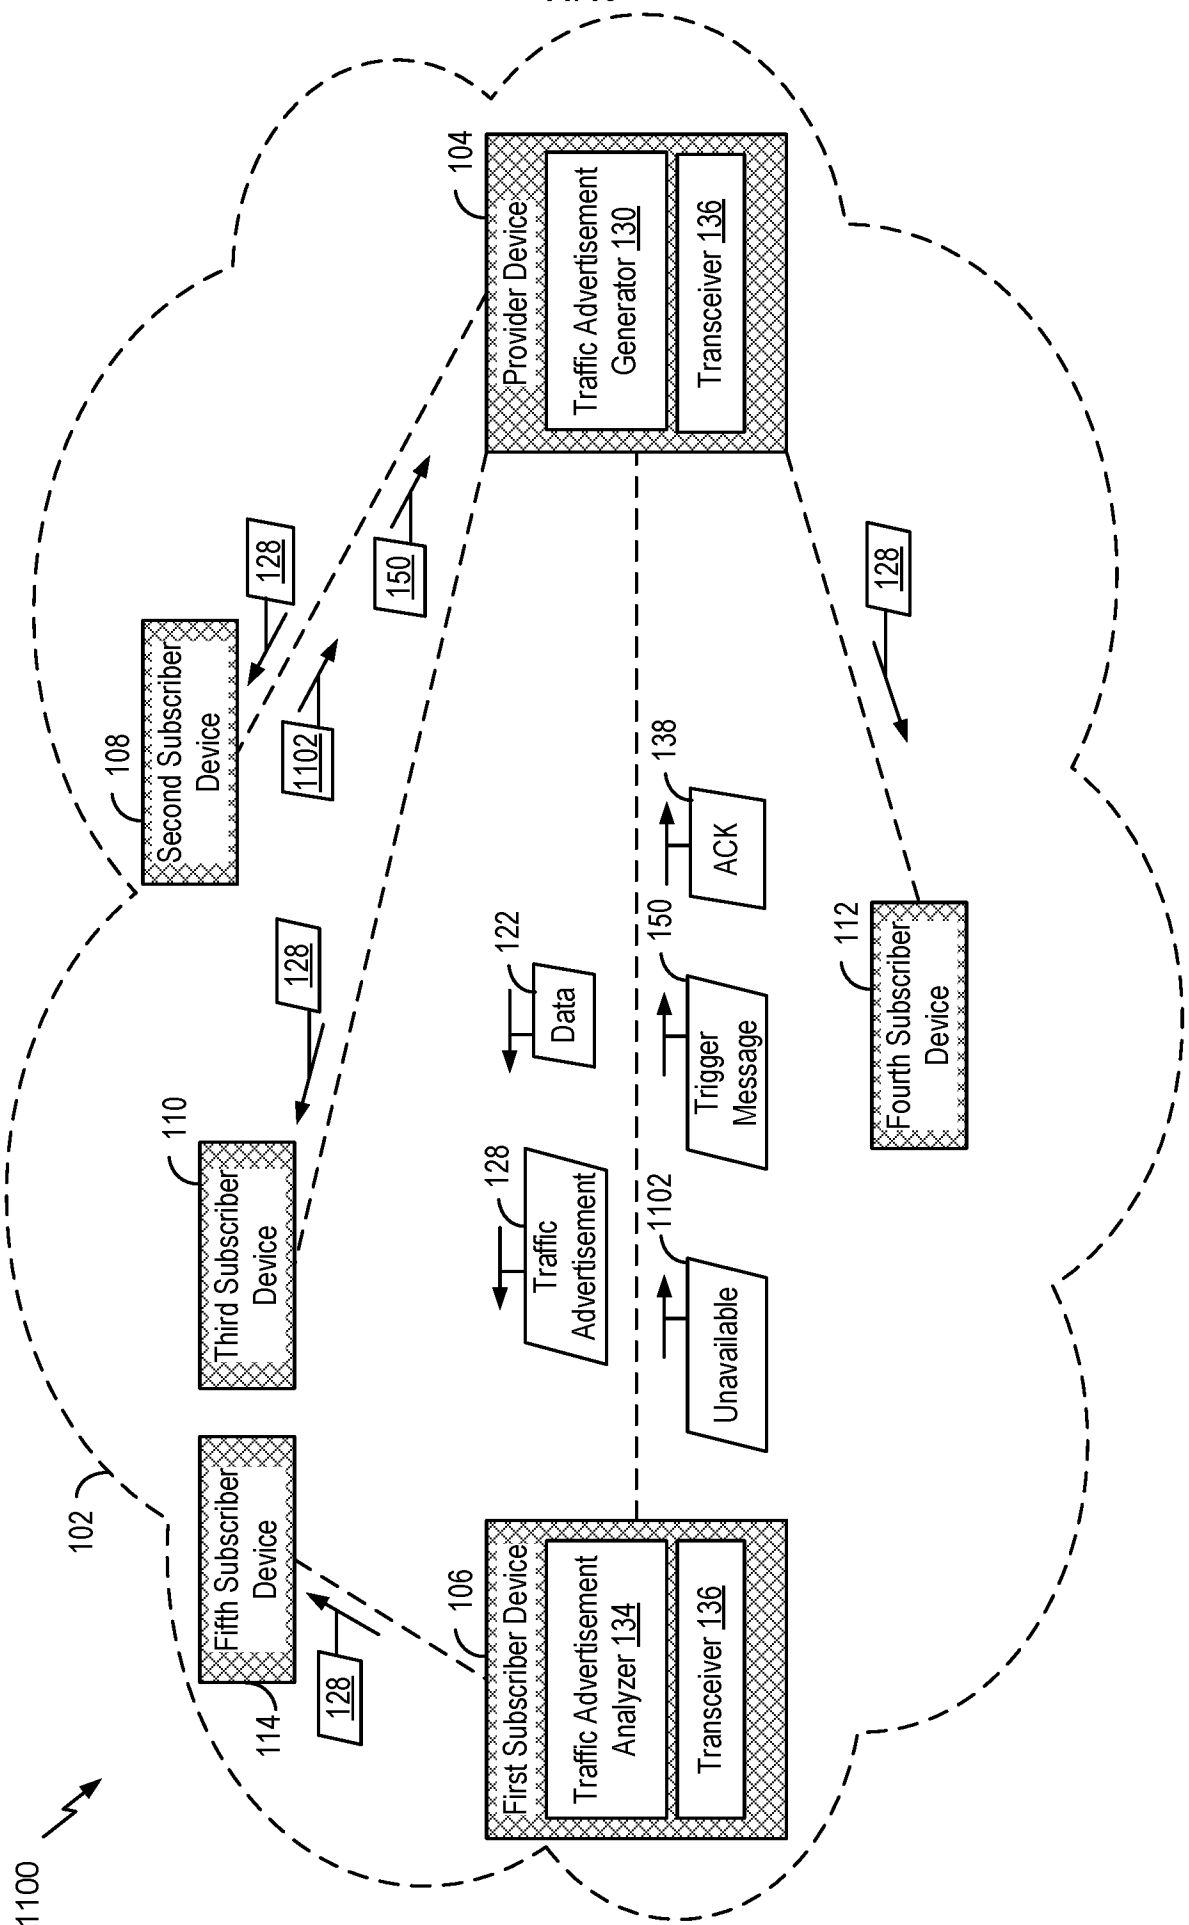 1100
102
114
Fifth Subscriber
Device
128
110
Third Subscriber
Device
128
108
Second Subscriber
Device
128
1102
150
106
First Subscriber Device
Traffic Advertisement
Analyzer 134
Transceiver 136
128
Traffic
Advertisement
122
Data
1102
Unavailable
150
Trigger
Message
138
ACK
104
Provider Device
Traffic Advertisement
Generator 130
Transceiver 136
112
Fourth Subscriber
Device
128